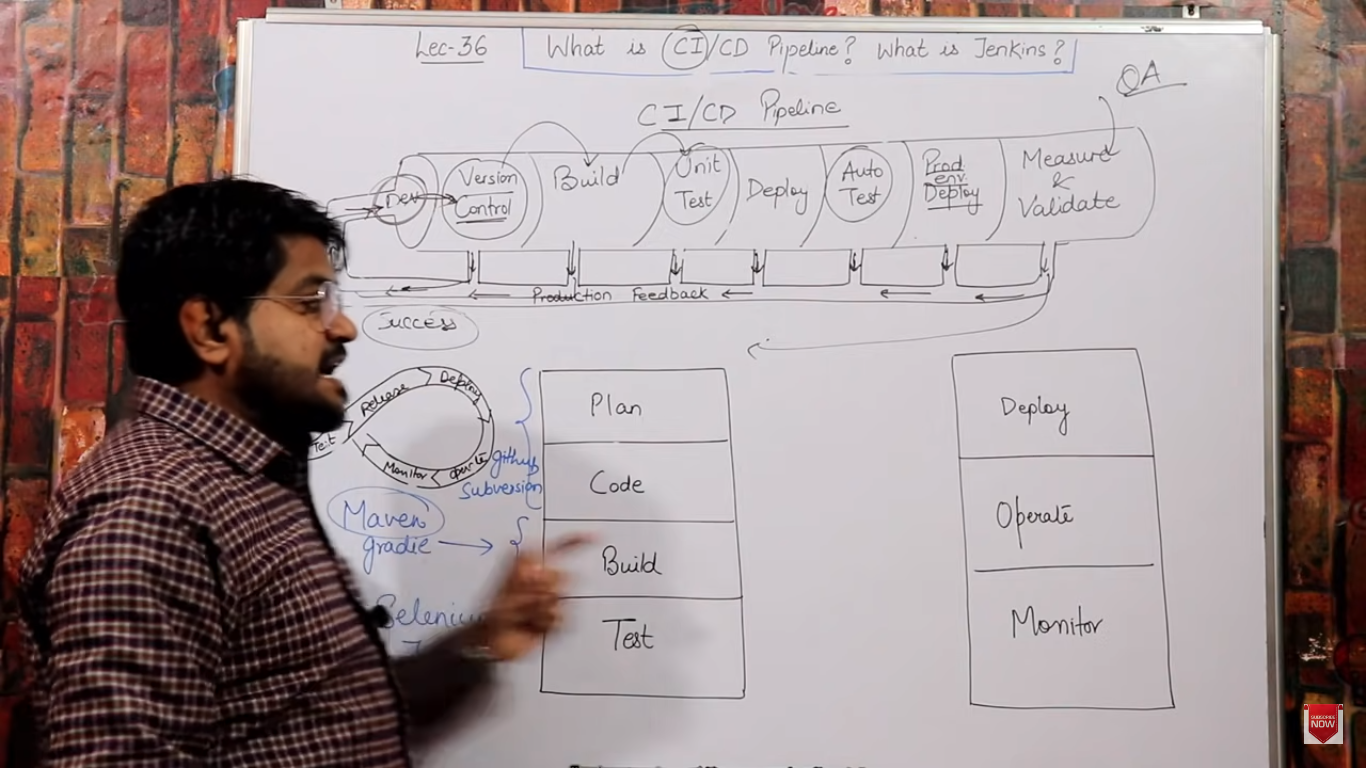 Lec-36 What is CI/CD Pipeline? What is Jenkins?
QA
CI/CD Pipeline
Dev
Version
Control
Build
Unit
Test
Deploy
Auto
Test
Prod
env.
Deploy
Measure
&
Validate
Production Feedback
Success
Test
Release
Deploy
Operate
Monitor
github
subversion
Maven
gradle
Plan
Code
Build
Test
Deploy
Operate
Monitor
SUBSCRIBE
NOW